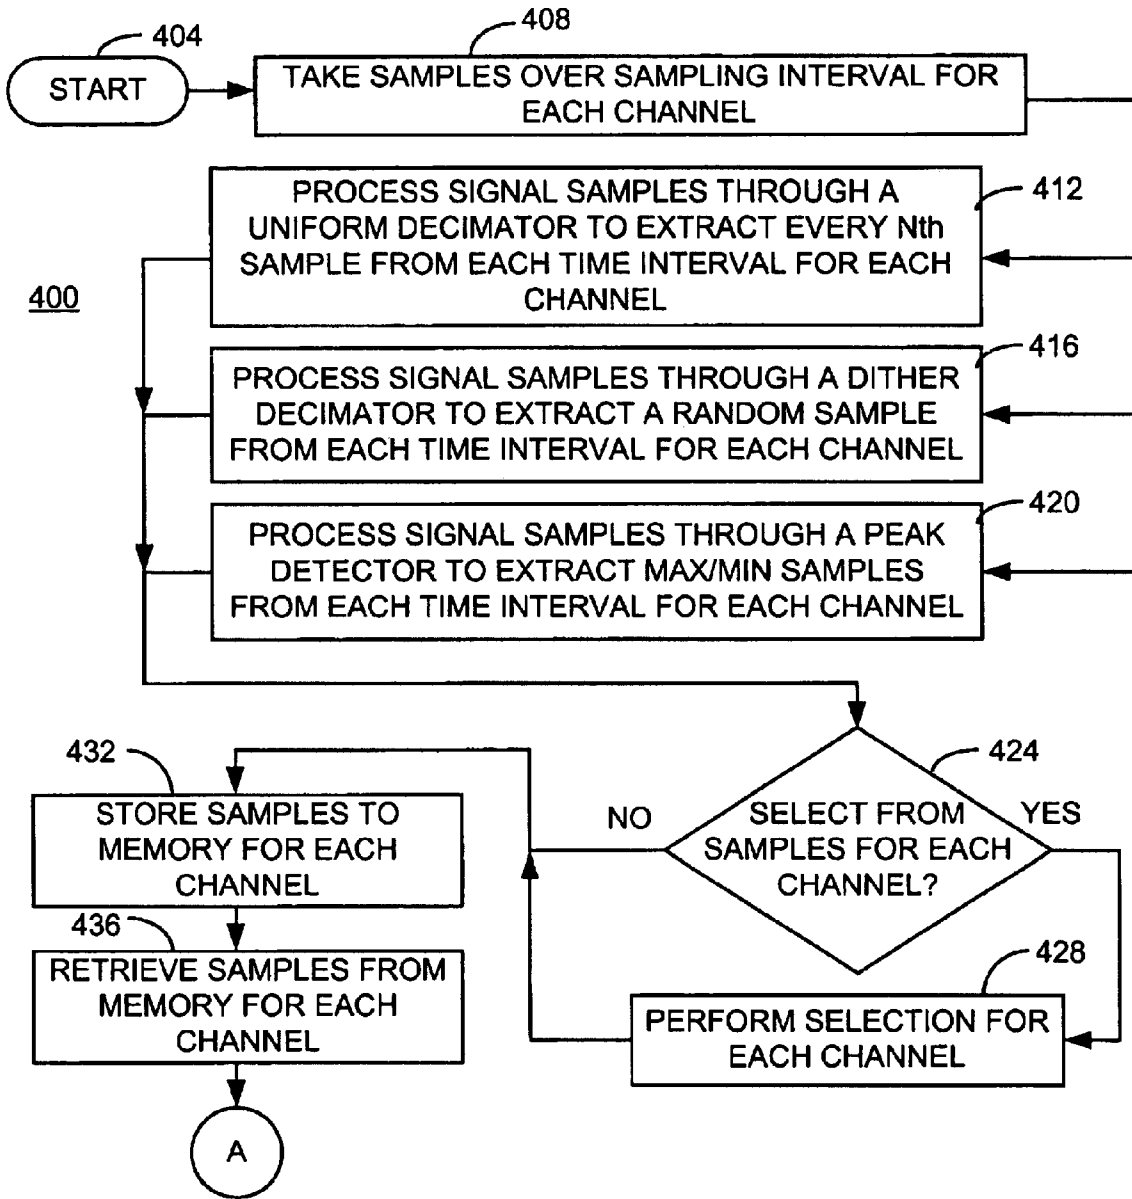 404
START
408
TAKE SAMPLES OVER SAMPLING INTERVAL FOR
EACH CHANNEL
412
PROCESS SIGNAL SAMPLES THROUGH A
UNIFORM DECIMATOR TO EXTRACT EVERY Nth
SAMPLE FROM EACH TIME INTERVAL FOR EACH
CHANNEL
400
416
PROCESS SIGNAL SAMPLES THROUGH A DITHER
DECIMATOR TO EXTRACT A RANDOM SAMPLE
FROM EACH TIME INTERVAL FOR EACH CHANNEL
420
PROCESS SIGNAL SAMPLES THROUGH A PEAK
DETECTOR TO EXTRACT MAX/MIN SAMPLES
FROM EACH TIME INTERVAL FOR EACH CHANNEL
424
SELECT FROM
SAMPLES FOR EACH
CHANNEL?
NO
YES
428
PERFORM SELECTION FOR
EACH CHANNEL
432
STORE SAMPLES TO
MEMORY FOR EACH
CHANNEL
436
RETRIEVE SAMPLES FROM
MEMORY FOR EACH
CHANNEL
A